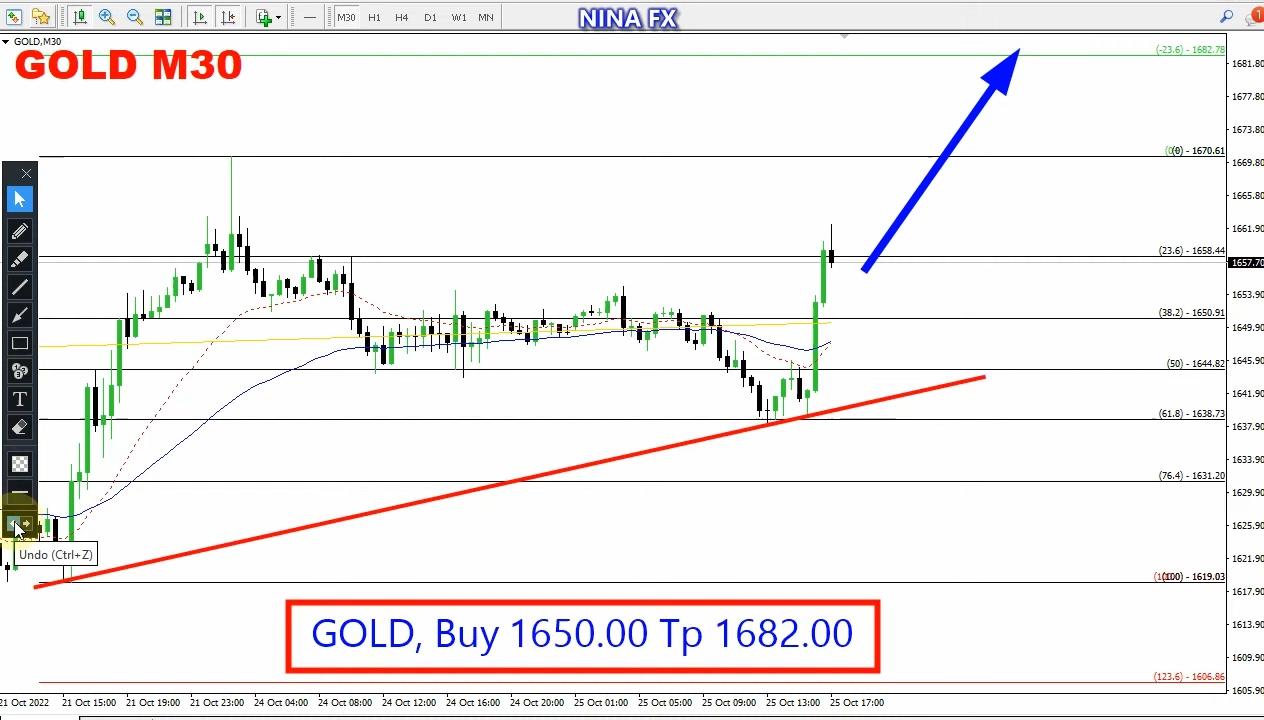 M30 H1 H4 D1 W1 MN
NINA FX
1
GOLD,M30
GOLD M30
(-23.6) - 1682.78
(0) - 1670.61
(23.6) - 1658.44
(38.2) - 1650.91
(50) - 1644.82
(61.8) - 1638.73
(76.4) - 1631.20
(100) - 1619.03
(123.6) - 1606.86
1681.80
1677.80
1673.80
1669.80
1665.80
1661.90
1657.70
1653.90
1649.90
1645.90
1641.90
1637.90
1633.90
1629.90
1625.90
1621.90
1617.90
1613.90
1609.90
1605.90
T
Undo (Ctrl+Z)
GOLD, Buy 1650.00 Tp 1682.00
21 Oct 2022 21 Oct 15:00 21 Oct 19:00 21 Oct 23:00 24 Oct 04:00 24 Oct 08:00 24 Oct 12:00 24 Oct 16:00 24 Oct 20:00 25 Oct 01:00 25 Oct 05:00 25 Oct 09:00 25 Oct 13:00 25 Oct 17:00